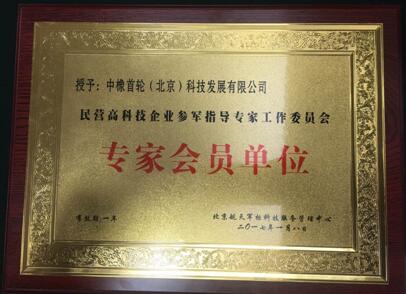 授予：中橡首轮（北京）科技发展有限公司
民营高科技企业参军指导专家工作委员会
专家会员单位
有效期：一年
北京航天军标科技服务管理中心
二〇一七年一月八日